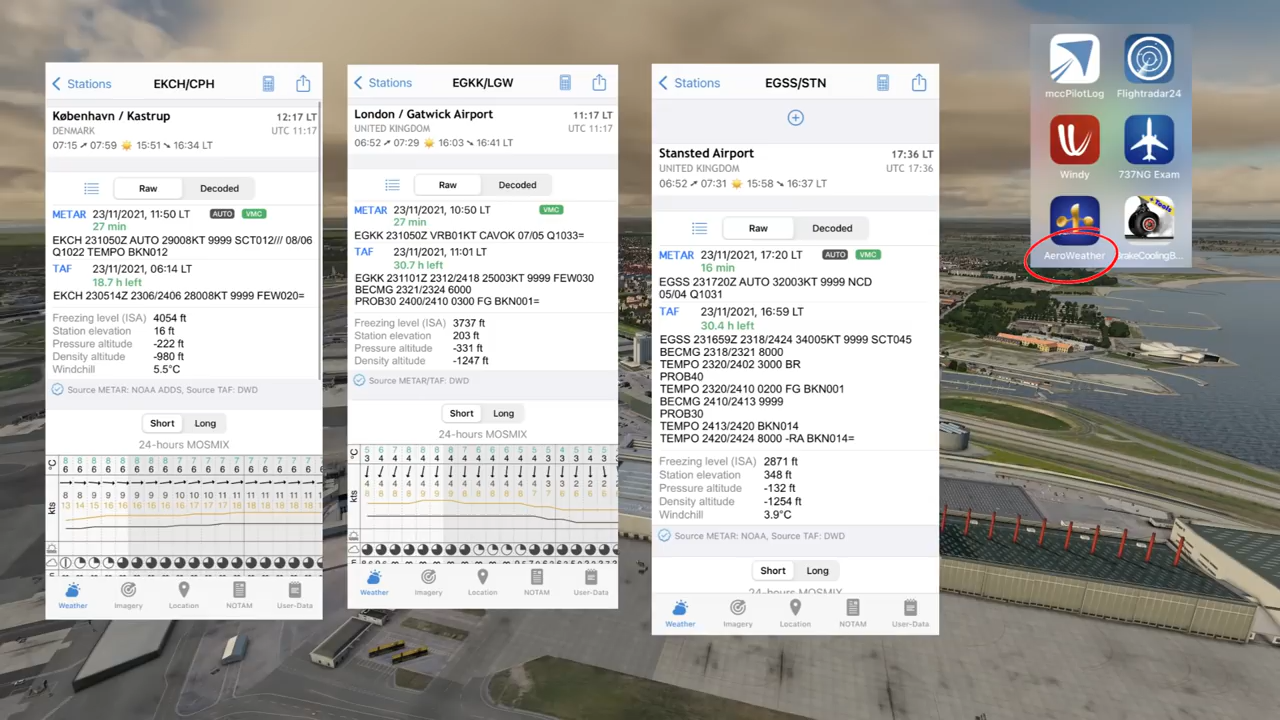 Stations
EKCH/CPH
København / Kastrup
12:17 LT
DENMARK
UTC 11:17
07:15 ➚ 07:59 ☀ 15:51 ➘ 16:34 LT
Raw
Decoded
METAR 23/11/2021, 11:50 LT AUTO VMC
27 min
EKCH 231050Z AUTO 29008KT 9999 SCT012/// 08/06
Q1022 TEMPO BKN012
TAF 23/11/2021, 06:14 LT
18.7 h left
EKCH 230514Z 2306/2406 28008KT 9999 FEW020=
Freezing level (ISA) 4054 ft
Station elevation 16 ft
Pressure altitude -222 ft
Density altitude -980 ft
Windchill 5.5°C
Source METAR: NOAA ADDS, Source TAF: DWD
Short
Long
24-hours MOSMIX
°C
kts
Weather
Imagery
Location
NOTAM
User-Data
Stations
EGKK/LGW
London / Gatwick Airport
11:17 LT
UNITED KINGDOM
UTC 11:17
06:52 ➚ 07:29 ☀ 16:03 ➘ 16:41 LT
Raw
Decoded
METAR 23/11/2021, 10:50 LT VMC
27 min
EGKK 231050Z VRB01KT CAVOK 07/05 Q1033=
TAF 23/11/2021, 11:01 LT
30.7 h left
EGKK 231101Z 2312/2418 25003KT 9999 FEW030
BECMG 2321/2324 6000
PROB30 2400/2410 0300 FG BKN001=
Freezing level (ISA) 3737 ft
Station elevation 203 ft
Pressure altitude -331 ft
Density altitude -1247 ft
Source METAR/TAF: DWD
Short
Long
24-hours MOSMIX
°C
kts
Weather
Imagery
Location
NOTAM
User-Data
Stations
EGSS/STN
Stansted Airport
17:36 LT
UNITED KINGDOM
UTC 17:36
06:52 ➚ 07:31 ☀ 15:58 ➘ 16:37 LT
Raw
Decoded
METAR 23/11/2021, 17:20 LT AUTO VMC
16 min
EGSS 231720Z AUTO 32003KT 9999 NCD
05/04 Q1031
TAF 23/11/2021, 16:59 LT
30.4 h left
EGSS 231659Z 2318/2424 34005KT 9999 SCT045
BECMG 2318/2321 8000
TEMPO 2320/2402 3000 BR
PROB40
TEMPO 2320/2410 0200 FG BKN001
BECMG 2410/2413 9999
PROB30
TEMPO 2413/2420 BKN014
TEMPO 2420/2424 8000 -RA BKN014=
Freezing level (ISA) 2871 ft
Station elevation 348 ft
Pressure altitude -132 ft
Density altitude -1254 ft
Windchill 3.9°C
Source METAR: NOAA, Source TAF: DWD
Short
Long
24-hours MOSMIX
Weather
Imagery
Location
NOTAM
User-Data
mccPilotLog
Flightradar24
Windy
737NG Exam
+ Tools
AeroWeather
BrakeCoolingB...